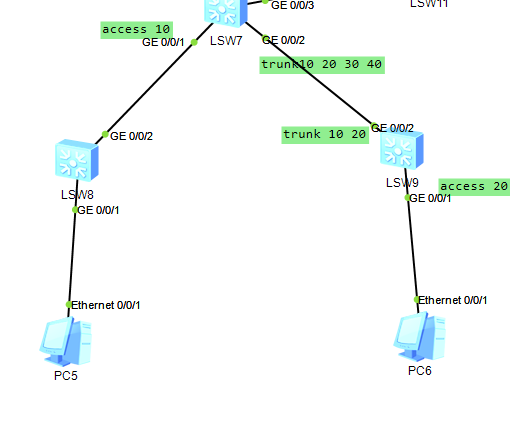 GE 0/0/3
LSW11
access 10
GE 0/0/1
LSW7
GE 0/0/2
trunk10 20 30 40
GE 0/0/2
trunk 10 20
GE 0/0/2
LSW8
LSW9
access 20
GE 0/0/1
GE 0/0/1
Ethernet 0/0/1
Ethernet 0/0/1
PC5
PC6